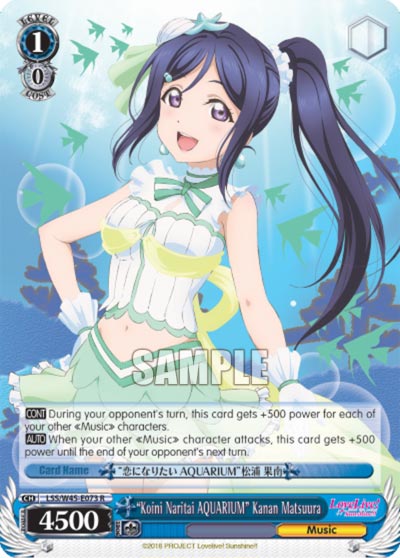 LEVEL
1
0
COST
SAMPLE
CONT During your opponent's turn, this card gets +500 power for each of
your other «Music» characters.
AUTO When your other «Music» character attacks, this card gets +500
until the end of your opponent's next turn.
Card Name
"恋になりたい AQUARIUM" 松浦 果南
CH LSS/W45-E073 R
POWER
4500
"Koini Naritai AQUARIUM" Kanan Matsuura
LoveLive!
Sunshine!!
Music
©2016 PROJECT Lovelive! Sunshine!!